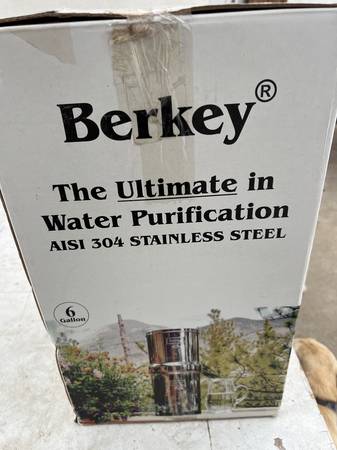 Berkey®
The Ultimate in
Water Purification
AISI 304 STAINLESS STEEL
6
Gallon